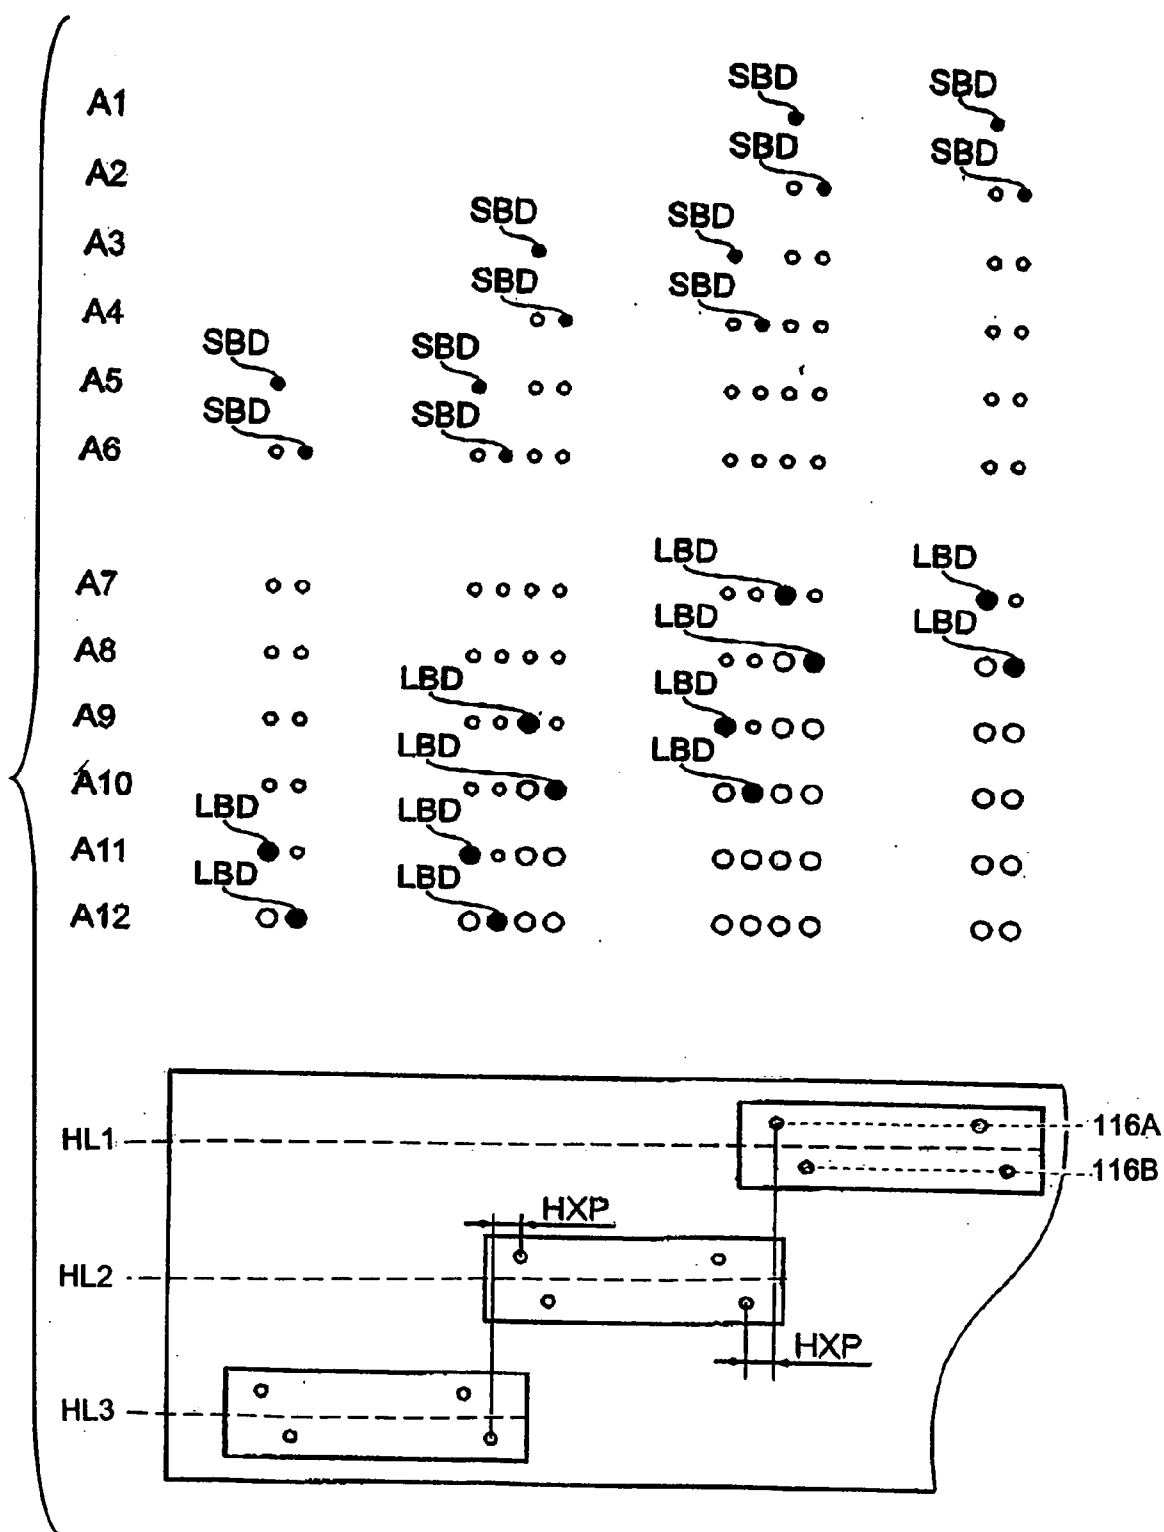 A1 SBD SBD
A2 SBD SBD
A3 SBD SBD
A4 SBD SBD
A5 SBD SBD
A6 SBD SBD
A7 LBD LBD
A8 LBD LBD
A9 LBD LBD
A10 LBD LBD
A11 LBD LBD
A12 LBD LBD
HL1 116A
116B
HXP
HL2
HXP
HL3